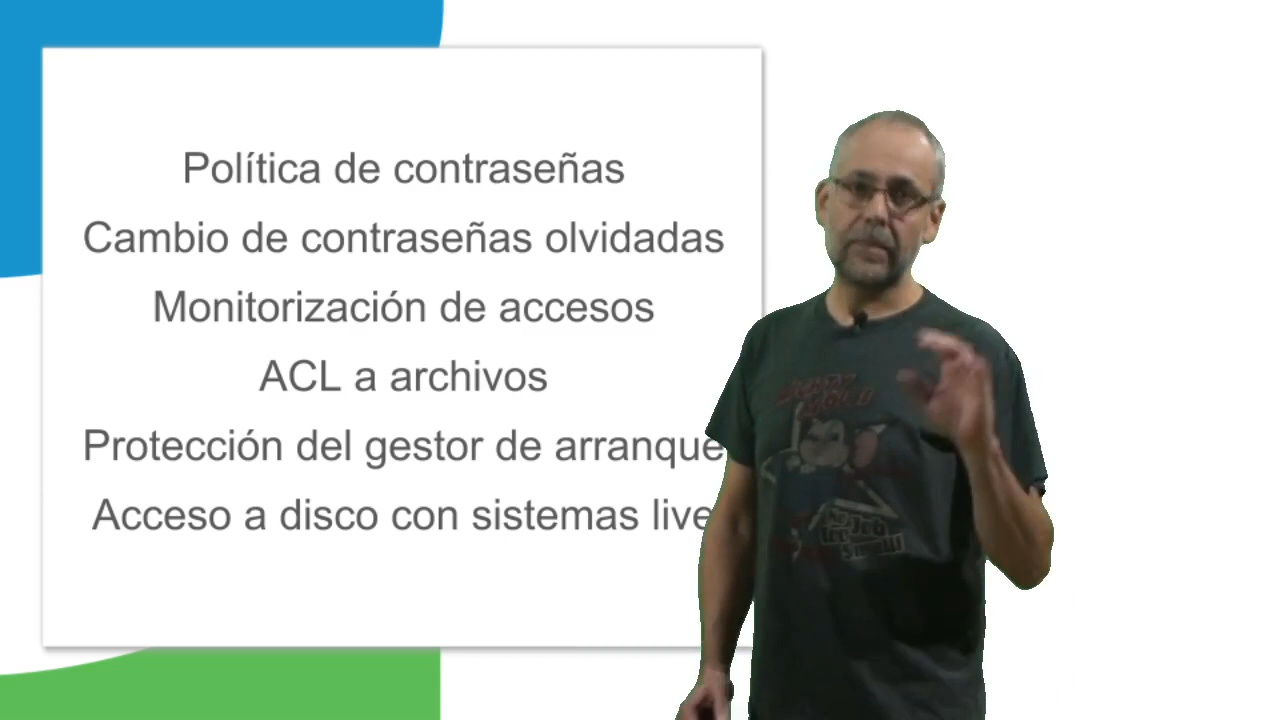 Política de contraseñas
Cambio de contraseñas olvidadas
Monitorización de accesos
ACL a archivos
Protección del gestor de arranque
Acceso a disco con sistemas live